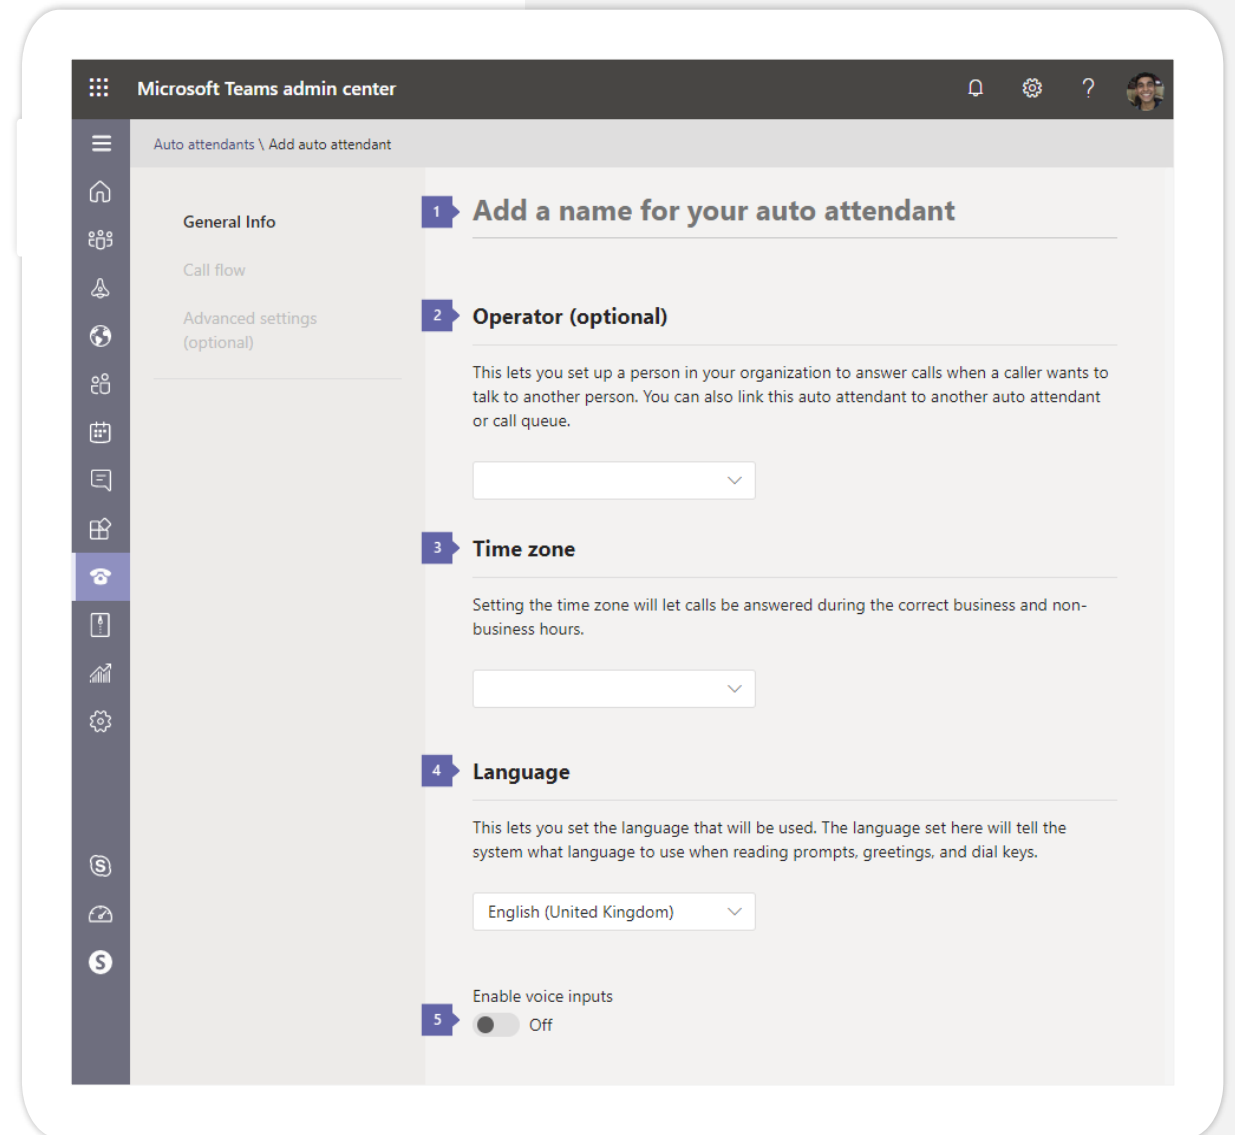 Microsoft Teams admin center
?
Auto attendants \ Add auto attendant
General Info
Call flow
Advanced settings
(optional)
1
Add a name for your auto attendant
2
Operator (optional)
This lets you set up a person in your organization to answer calls when a caller wants to
talk to another person. You can also link this auto attendant to another auto attendant
or call queue.
3
Time zone
Setting the time zone will let calls be answered during the correct business and non-
business hours.
4
Language
This lets you set the language that will be used. The language set here will tell the
system what language to use when reading prompts, greetings, and dial keys.
English (United Kingdom)
Enable voice inputs
5
Off